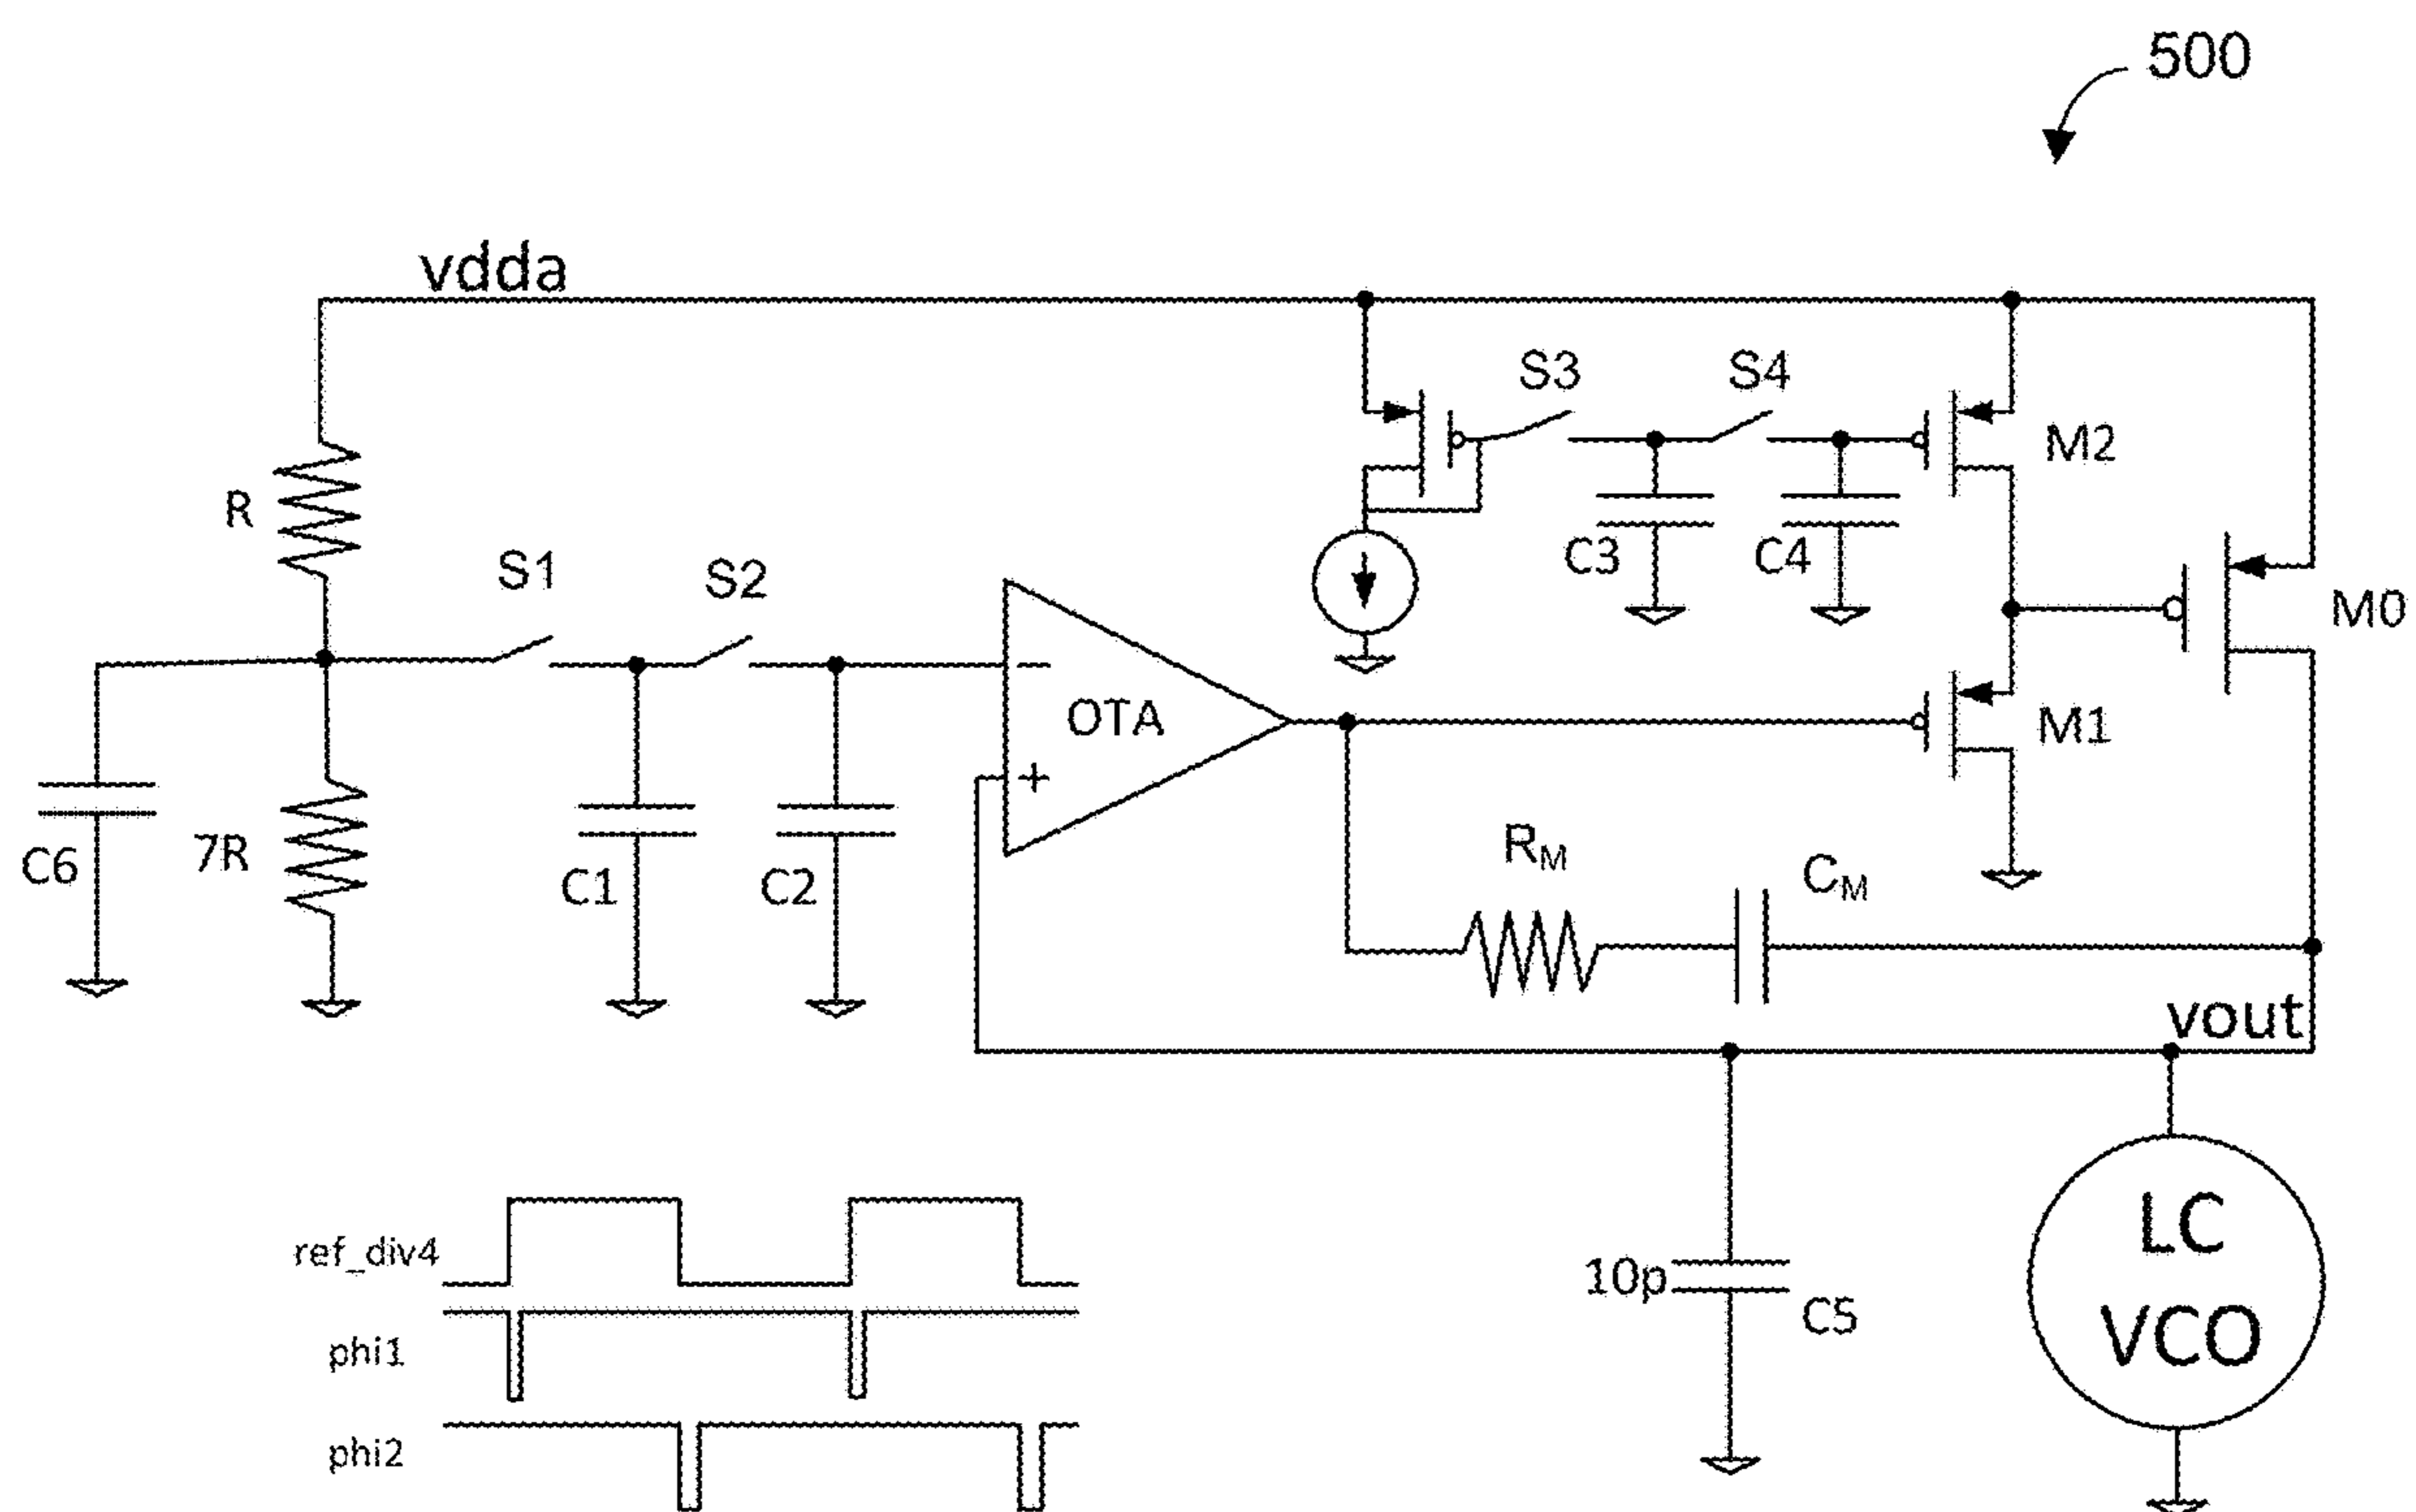 500
vdda
S3
S4
M2
R
S1
S2
C3
C4
M0
OTA
−
+
M1
C6
7R
C1
C2
RM
CM
vout
ref_div4
phi1
phi2
10p
C5
LC
VCO